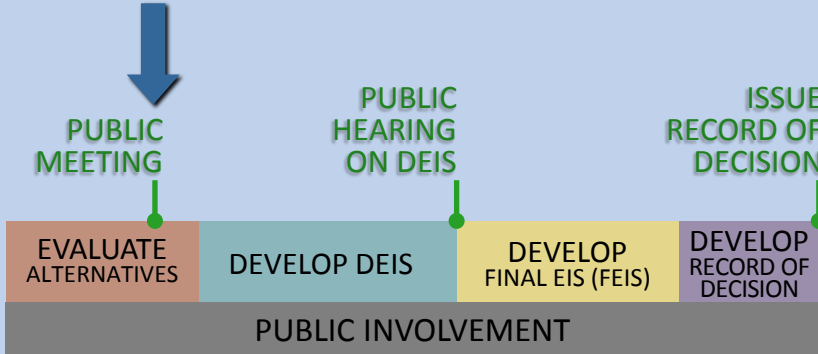 PUBLIC
MEETING
PUBLIC
HEARING
ON DEIS
ISSUE
RECORD OF
DECISION
EVALUATE
ALTERNATIVES
DEVELOP DEIS
DEVELOP
FINAL EIS (FEIS)
DEVELOP
RECORD OF
DECISION
PUBLIC INVOLVEMENT